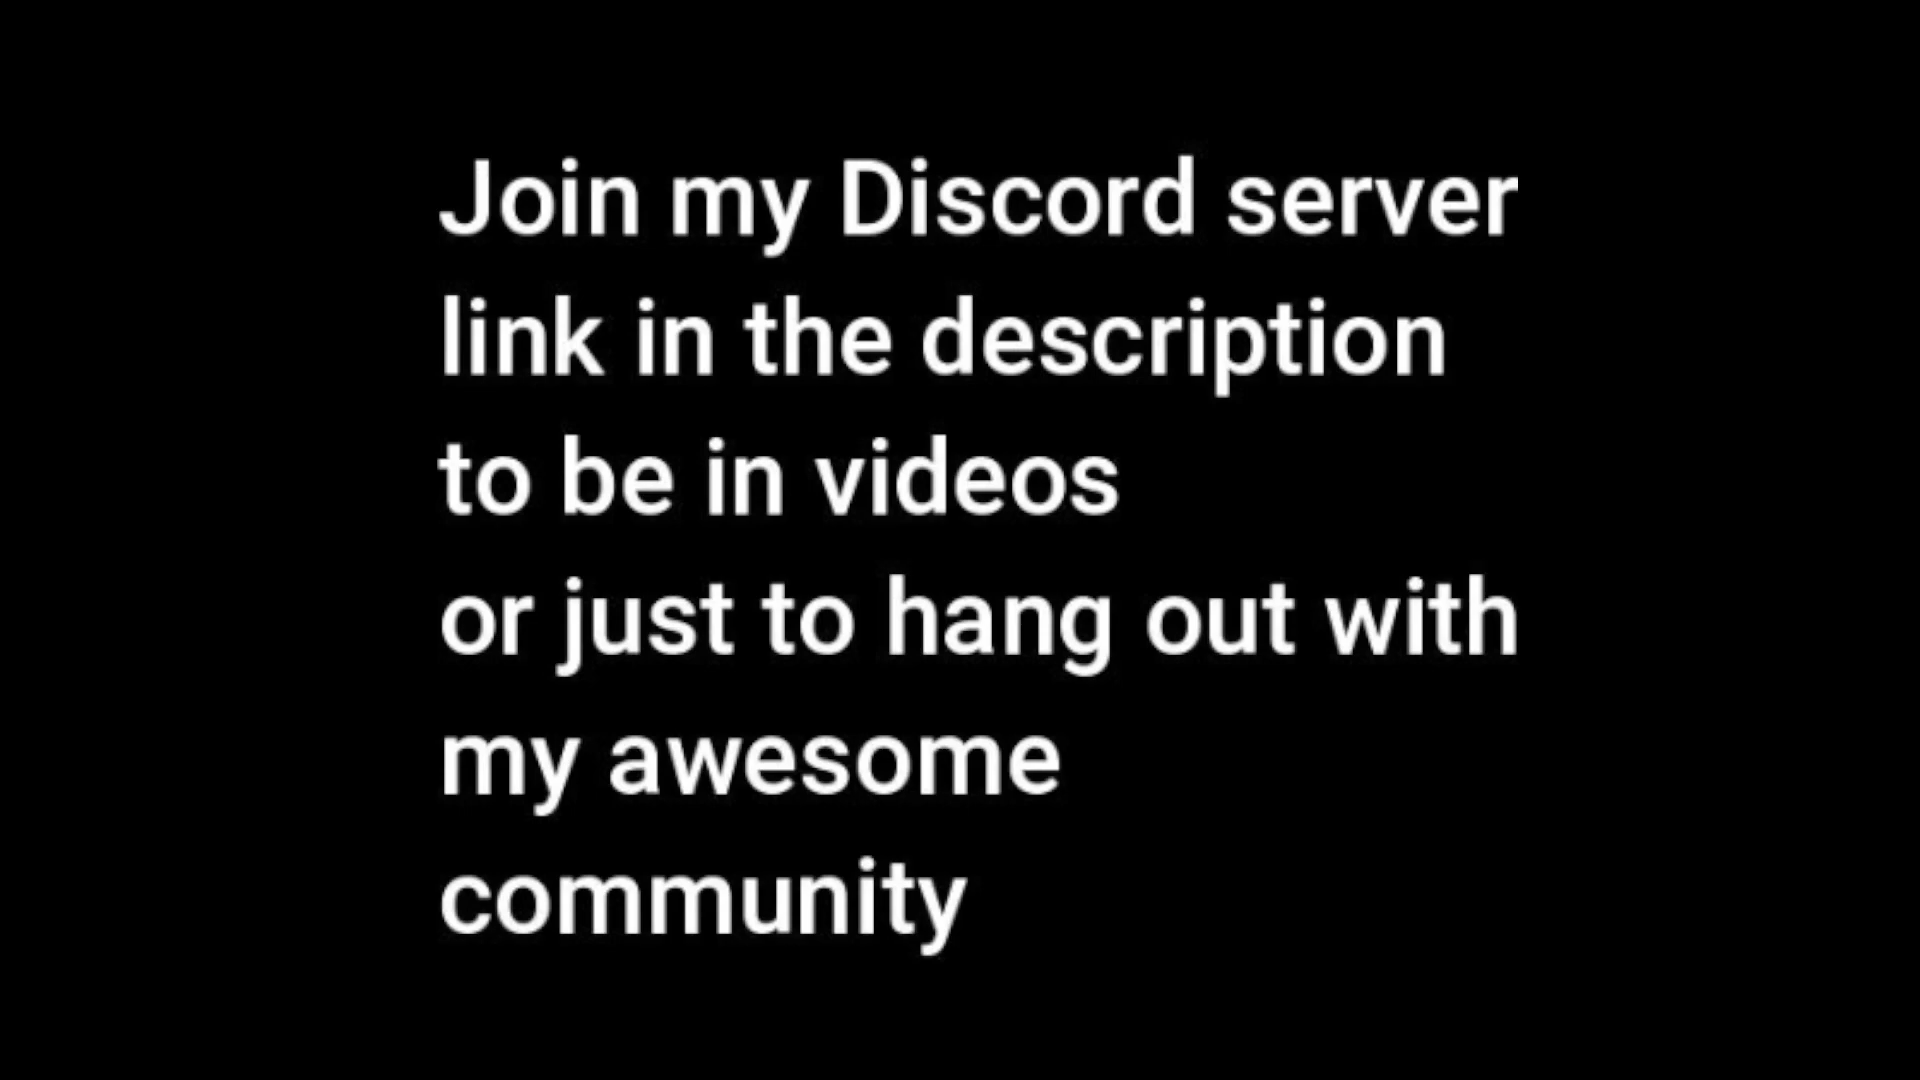 Join my Discord server
link in the description
to be in videos
or just to hang out with
my awesome
community